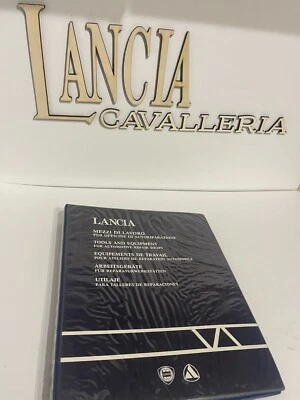 LANCIA
CAVALLERIA
LANCIA
MEZZI DI LAVORO
PER OFFICINE DI AUTORIPARAZIONE
TOOLS AND EQUIPMENT
FOR AUTOMOTIVE REPAIR SHOPS
EQUIPEMENTS DE TRAVAIL
POUR ATELIERS DE REPARATION AUTOMOBILE
ARBEITSGERÄTE
FÜR REPARATURWERKSTÄTTEN
UTILAJE
PARA TALLERES DE REPARACIONES